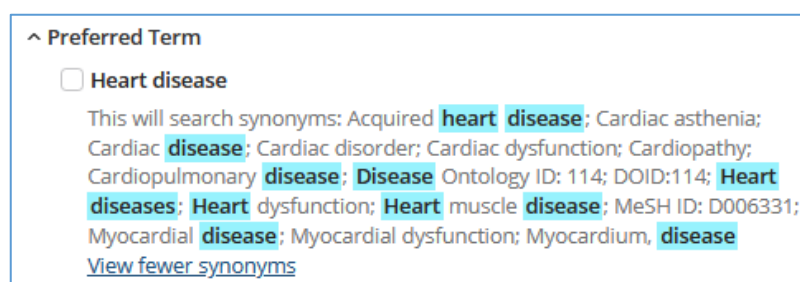 Preferred Term
Heart disease
This will search synonyms: Acquired heart disease; Cardiac asthenia;
Cardiac disease; Cardiac disorder; Cardiac dysfunction; Cardiopathy;
Cardiopulmonary disease; Disease Ontology ID: 114; DOID:114; Heart
diseases; Heart dysfunction; Heart muscle disease; MeSH ID: D006331;
Myocardial disease; Myocardial dysfunction; Myocardium, disease
View fewer synonyms